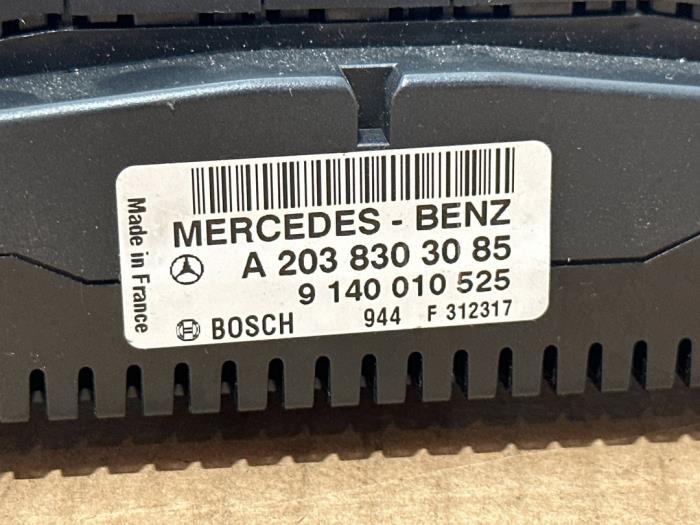 Made in France
MERCEDES - BENZ
A 203 830 30 85
9 140 010 525
BOSCH 944 F 312317